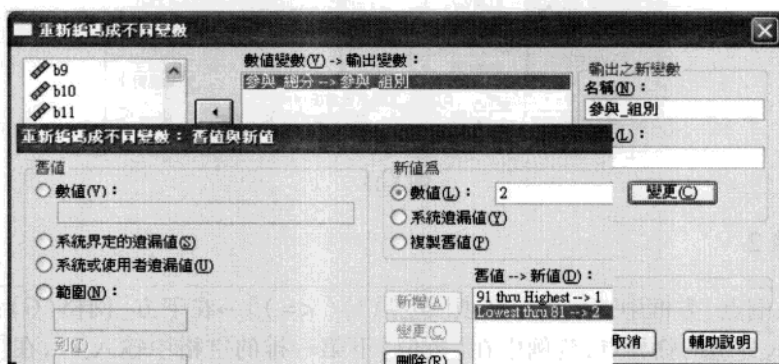 重新編碼成不同變數
b9
b10
b11
數值變數(V) -> 輸出變數：
參與_總分 --> 參與_組別
輸出之新變數
名稱(N)：
參與_組別
(L)：
變更(C)
重新編碼成不同變數： 舊值與新值
舊值
數值(V)：
系統界定的遺漏值(S)
系統或使用者遺漏值(U)
範圍(N)：
到(I)
新值為
數值(L)： 2
系統遺漏值(Y)
複製舊值(P)
舊值 --> 新值(D)：
新增(A)
變更(C)
刪除(R)
91 thru Highest --> 1
Lowest thru 81 --> 2
取消
輔助說明